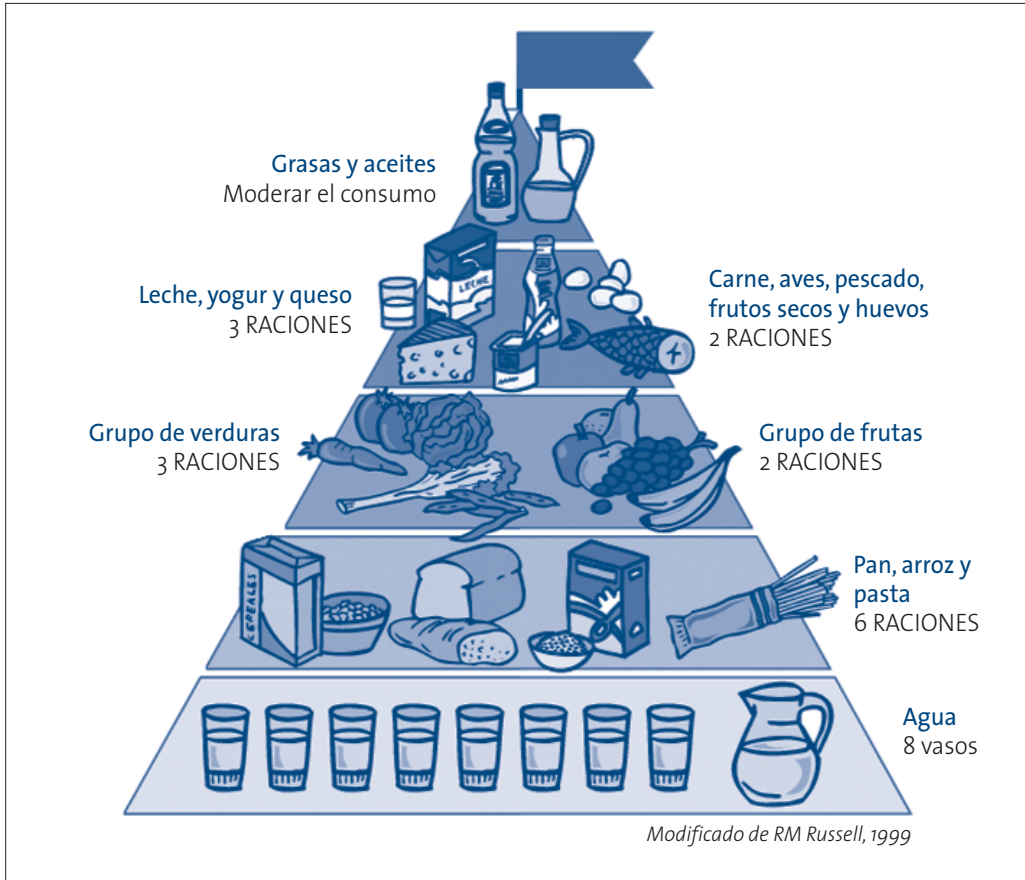 Grasas y aceites
Moderar el consumo
Leche, yogur y queso
3 RACIONES
LECHE
Carne, aves, pescado,
frutos secos y huevos
2 RACIONES
Grupo de verduras
3 RACIONES
Grupo de frutas
2 RACIONES
CEREALES
Pan, arroz y
pasta
6 RACIONES
Agua
8 vasos
Modificado de RM Russell, 1999